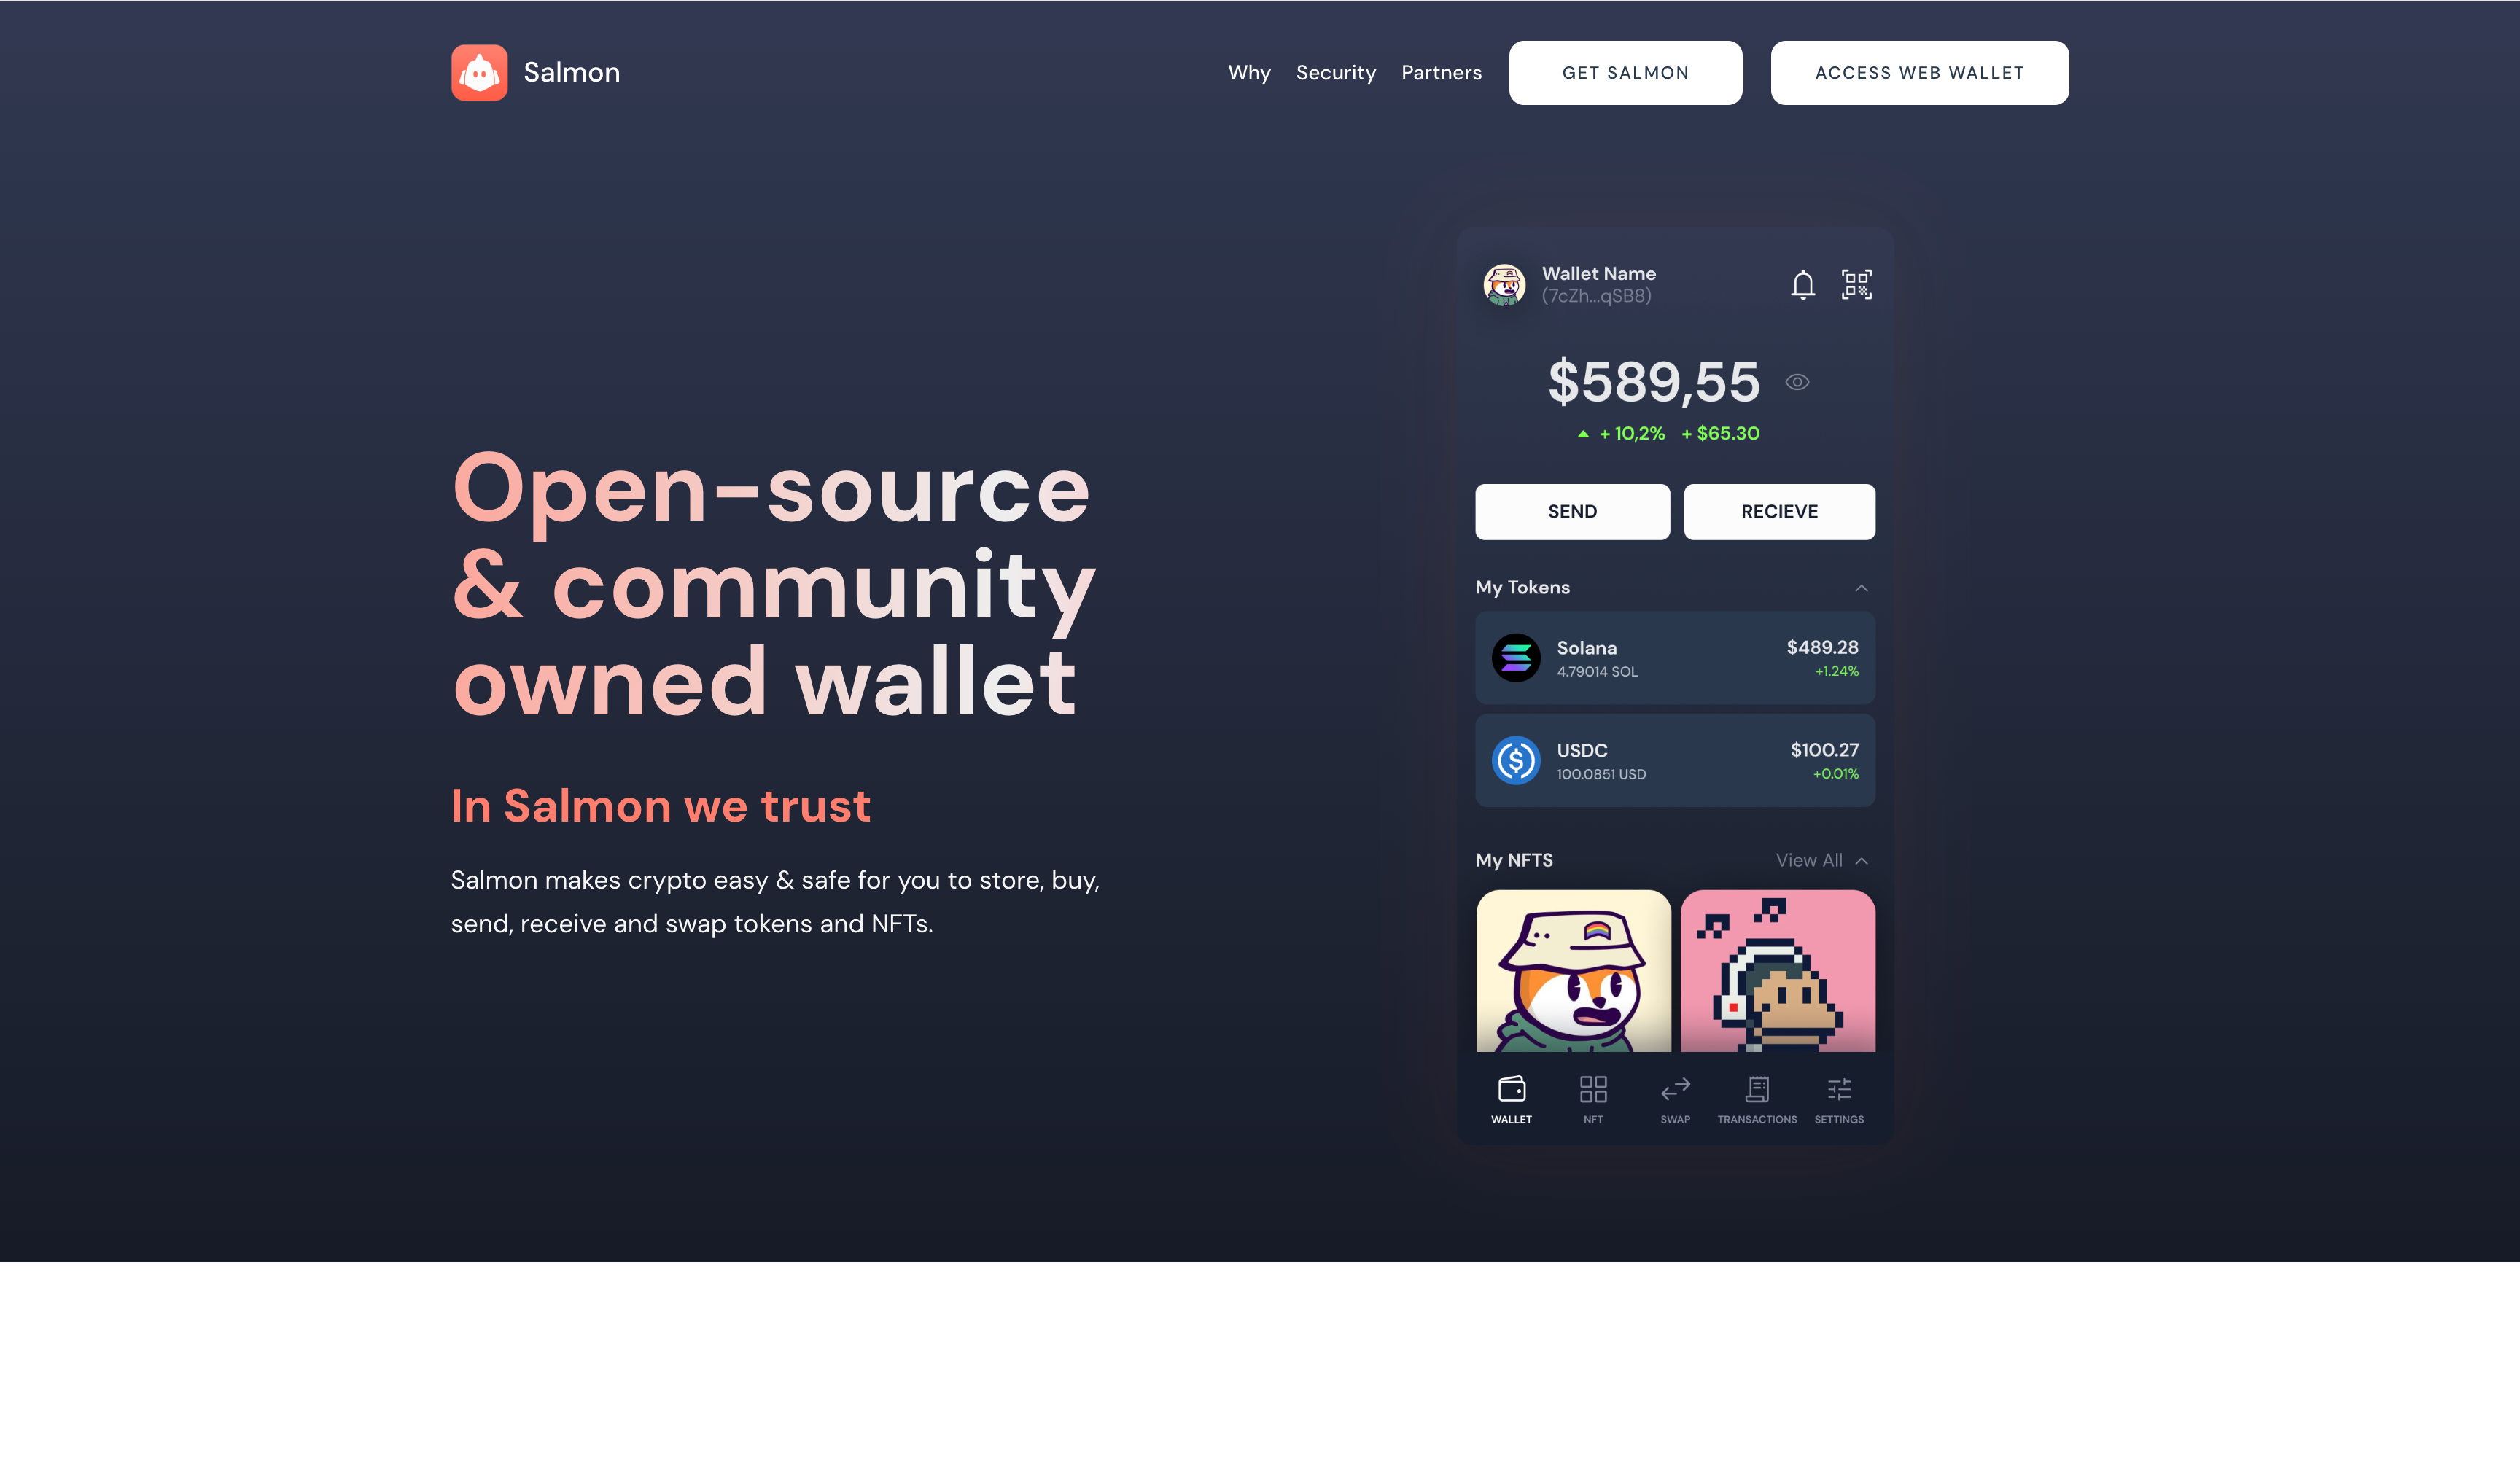 Salmon
Why Security Partners GET SALMON ACCESS WEB WALLET
Open-source
& community
owned wallet
In Salmon we trust
Salmon makes crypto easy & safe for you to store, buy,
send, receive and swap tokens and NFTs.
Wallet Name
(7cZh...qSB8)
$589,55
+ 10,2% + $65.30
SEND RECIEVE
My Tokens
Solana $489.28
4.79014 SOL +1.24%
USDC $100.27
100.0851 USD +0.01%
My NFTS View All
WALLET NFT SWAP TRANSACTIONS SETTINGS